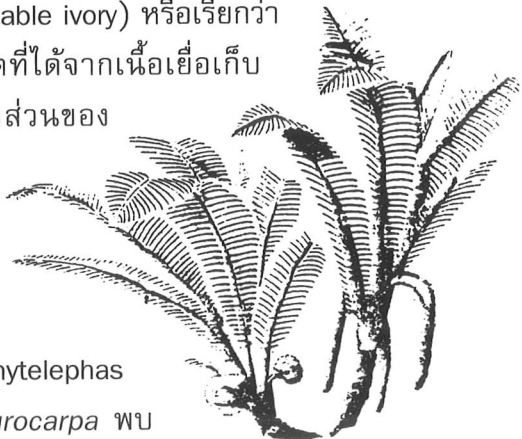 able ivory) หรือเรียกว่า
ที่ได้จากเนื้อเยื่อเก็บ
ส่วนของ
hytelephas
rocarpa พบ